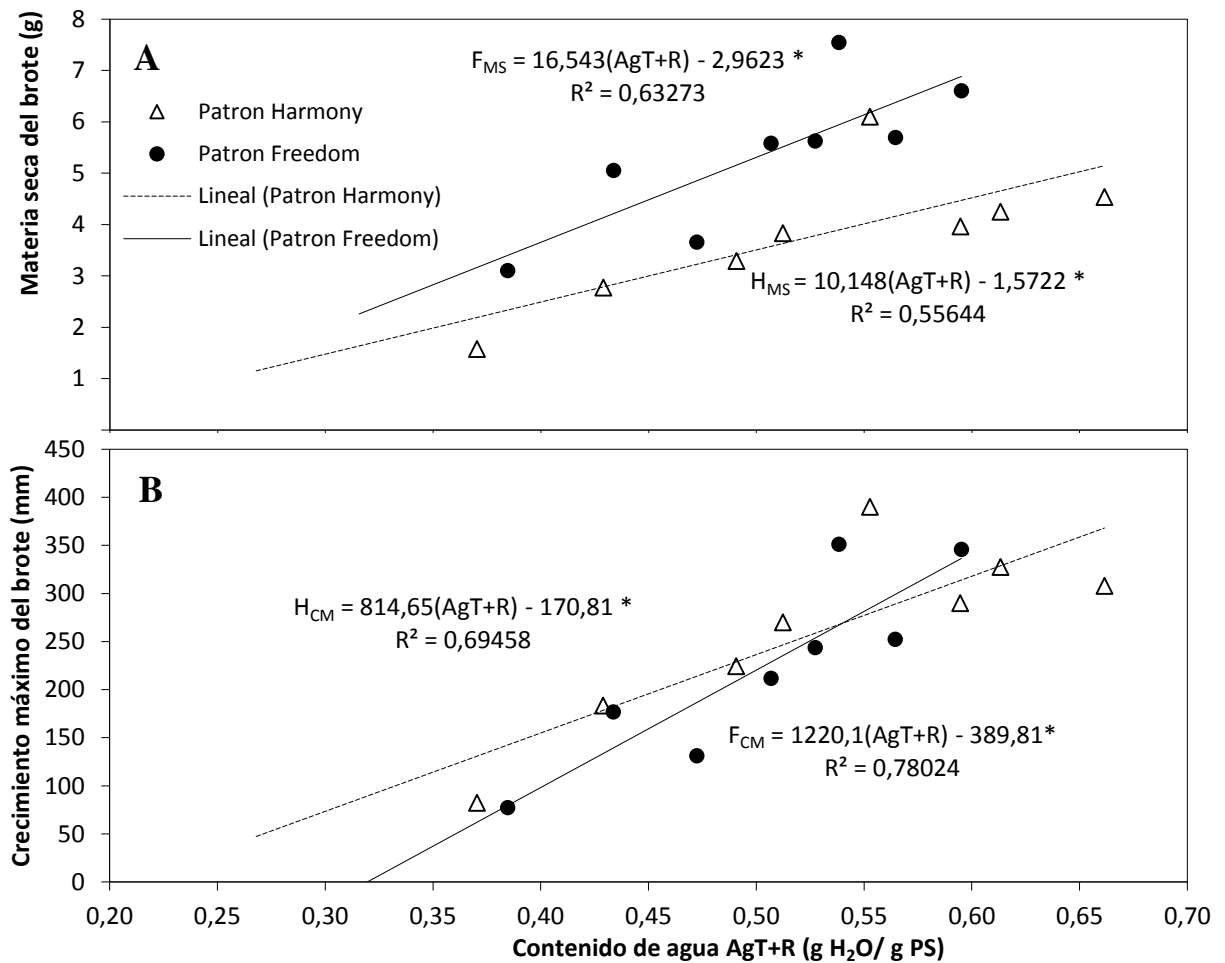 Materia seca del brote (g)
8
7
6
5
4
3
2
1
A
F_MS = 16,543(AgT+R) - 2,9623 *
R² = 0,63273
Patron Harmony
Patron Freedom
Lineal (Patron Harmony)
Lineal (Patron Freedom)
H_MS = 10,148(AgT+R) - 1,5722 *
R² = 0,55644
Crecimiento máximo del brote (mm)
450
400
350
300
250
200
150
100
50
0
B
H_CM = 814,65(AgT+R) - 170,81 *
R² = 0,69458
F_CM = 1220,1(AgT+R) - 389,81*
R² = 0,78024
0,20 0,25 0,30 0,35 0,40 0,45 0,50 0,55 0,60 0,65 0,70
Contenido de agua AgT+R (g H₂O/ g PS)